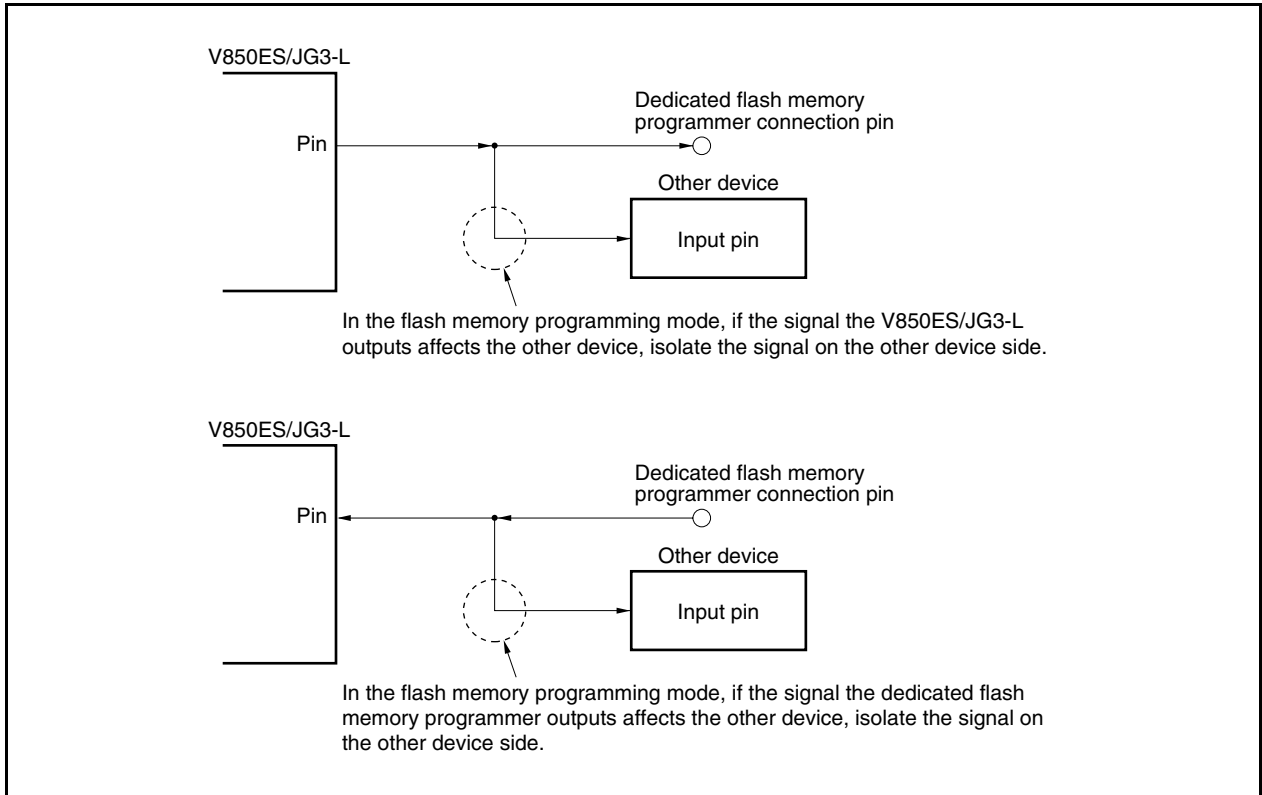 V850ES/JG3-L
Pin
Dedicated flash memory
programmer connection pin
Other device
Input pin
In the flash memory programming mode, if the signal the V850ES/JG3-L
outputs affects the other device, isolate the signal on the other device side.
V850ES/JG3-L
Pin
Dedicated flash memory
programmer connection pin
Other device
Input pin
In the flash memory programming mode, if the signal the dedicated flash
memory programmer outputs affects the other device, isolate the signal on
the other device side.